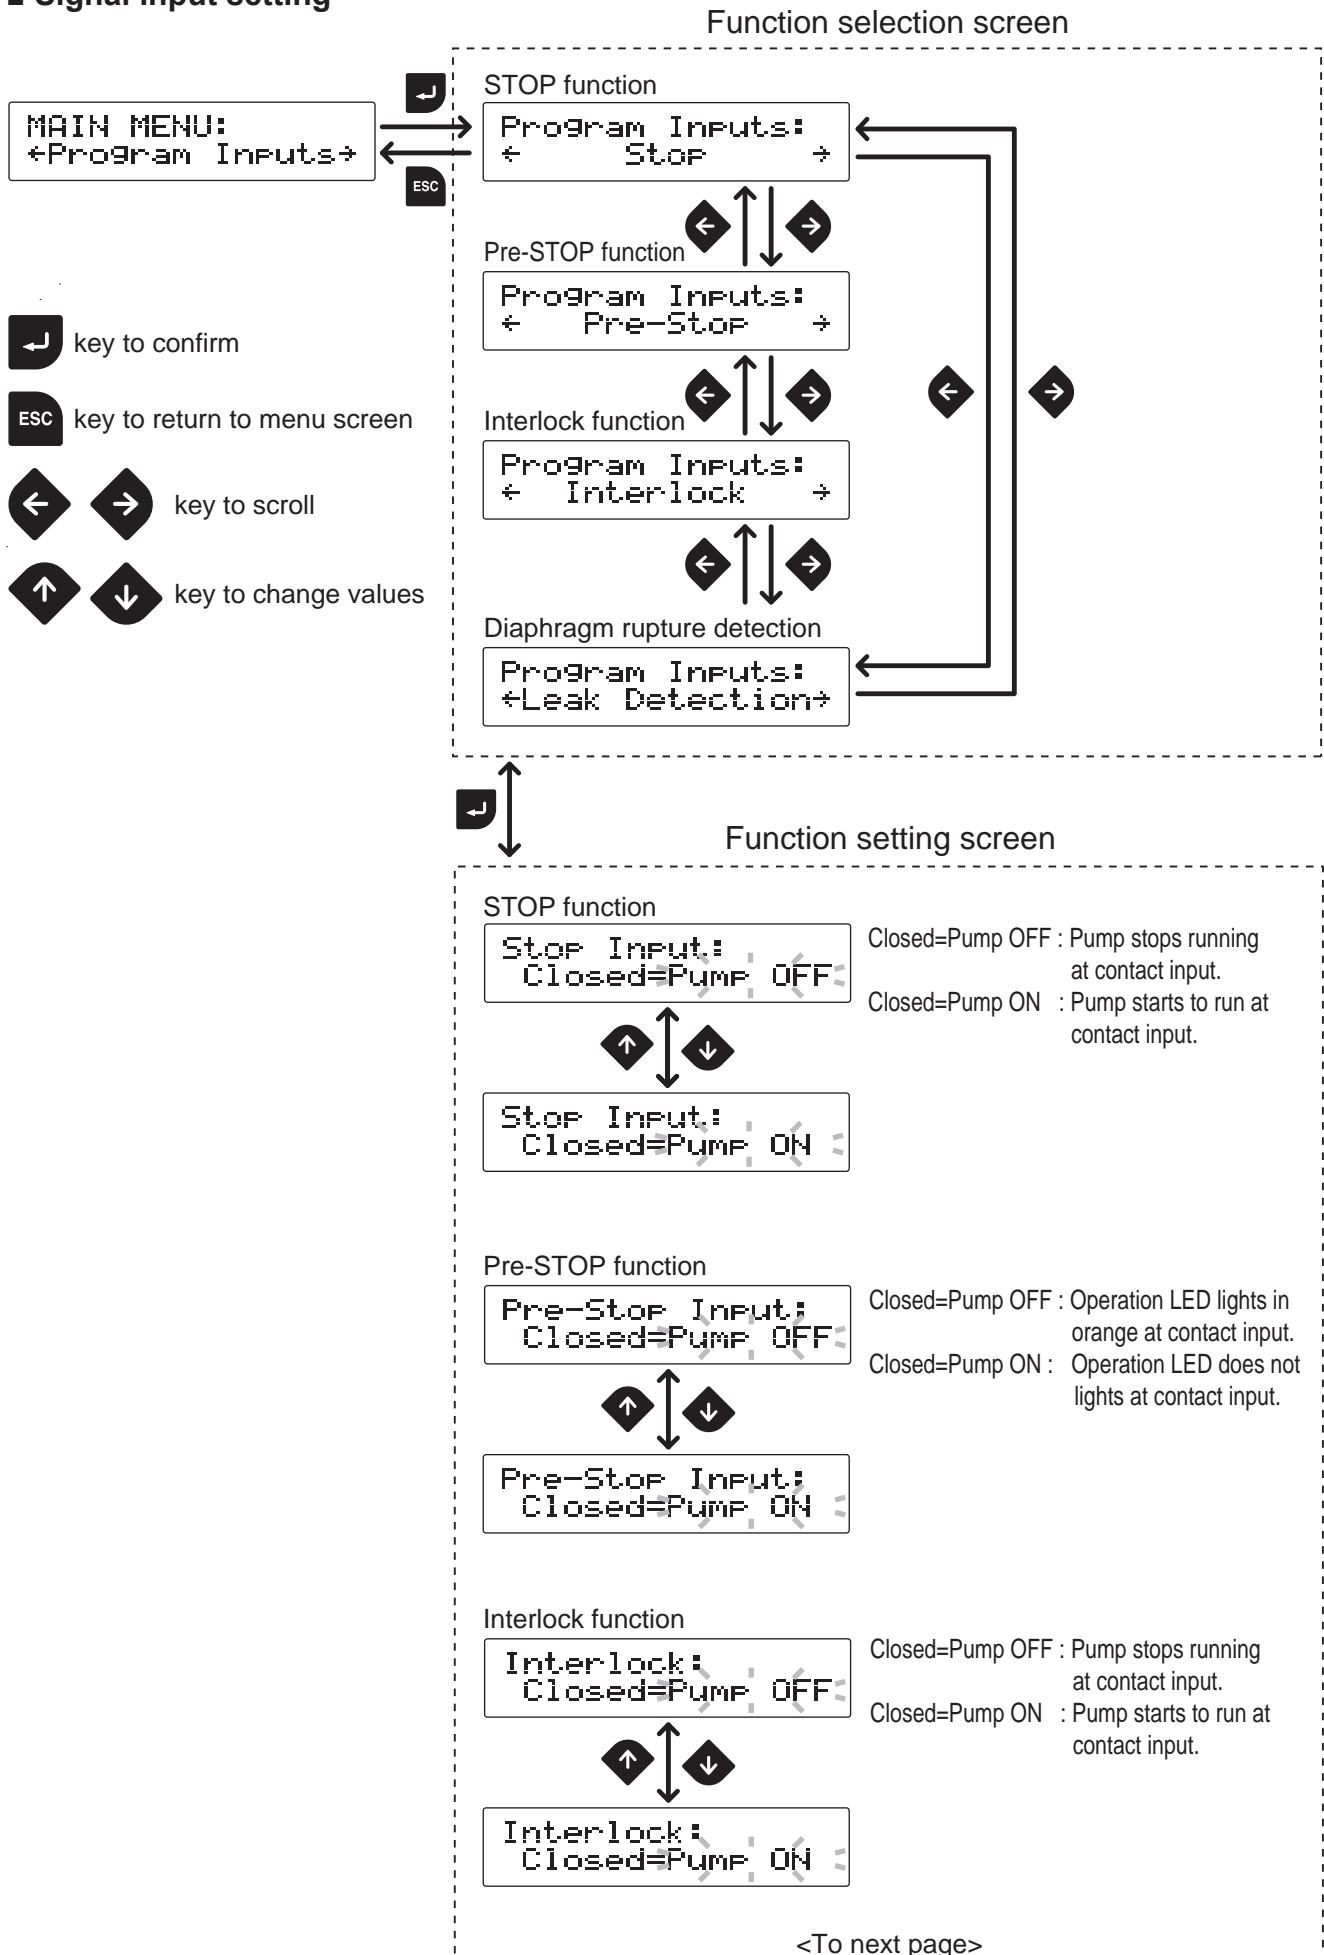 ■ Signal input setting
Function selection screen
STOP function
MAIN MENU:
←Program Inputs→
Program Inputs:
← Stop →
ESC
Pre-STOP function
Program Inputs:
← Pre-Stop →
key to confirm
ESC key to return to menu screen
Interlock function
Program Inputs:
← Interlock →
← → key to scroll
↑ ↓ key to change values
Diaphragm rupture detection
Program Inputs:
←Leak Detection→
Function setting screen
STOP function
Stop Input:
Closed=Pump OFF
Closed=Pump OFF : Pump stops running
at contact input.
Closed=Pump ON : Pump starts to run at
contact input.
Stop Input:
Closed=Pump ON
Pre-STOP function
Pre-Stop Input:
Closed=Pump OFF
Closed=Pump OFF : Operation LED lights in
orange at contact input.
Closed=Pump ON : Operation LED does not
lights at contact input.
Pre-Stop Input:
Closed=Pump ON
Interlock function
Interlock:
Closed=Pump OFF
Closed=Pump OFF : Pump stops running
at contact input.
Closed=Pump ON : Pump starts to run at
contact input.
Interlock:
Closed=Pump ON
<To next page>